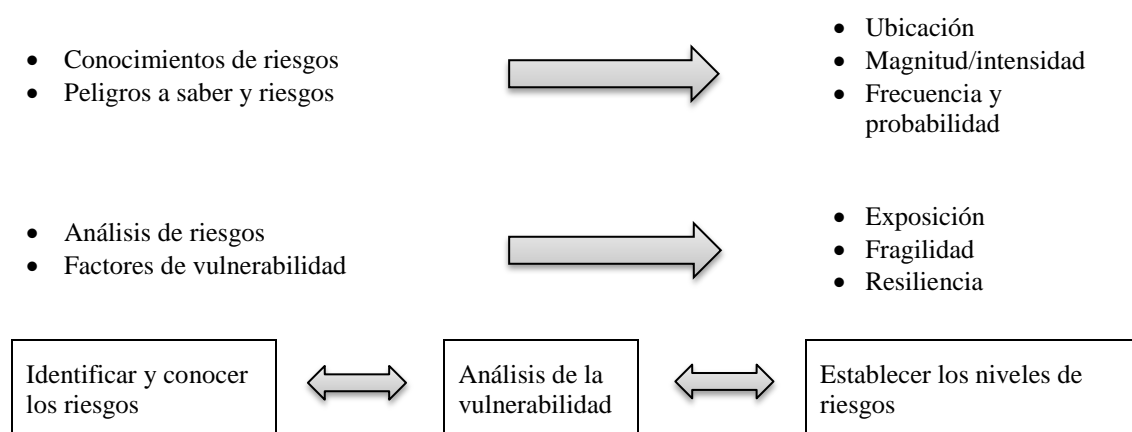 • Conocimientos de riesgos
• Peligros a saber y riesgos
• Ubicación
• Magnitud/intensidad
• Frecuencia y
probabilidad
• Análisis de riesgos
• Factores de vulnerabilidad
• Exposición
• Fragilidad
• Resiliencia
Identificar y conocer
los riesgos
Análisis de la
vulnerabilidad
Establecer los niveles de
riesgos